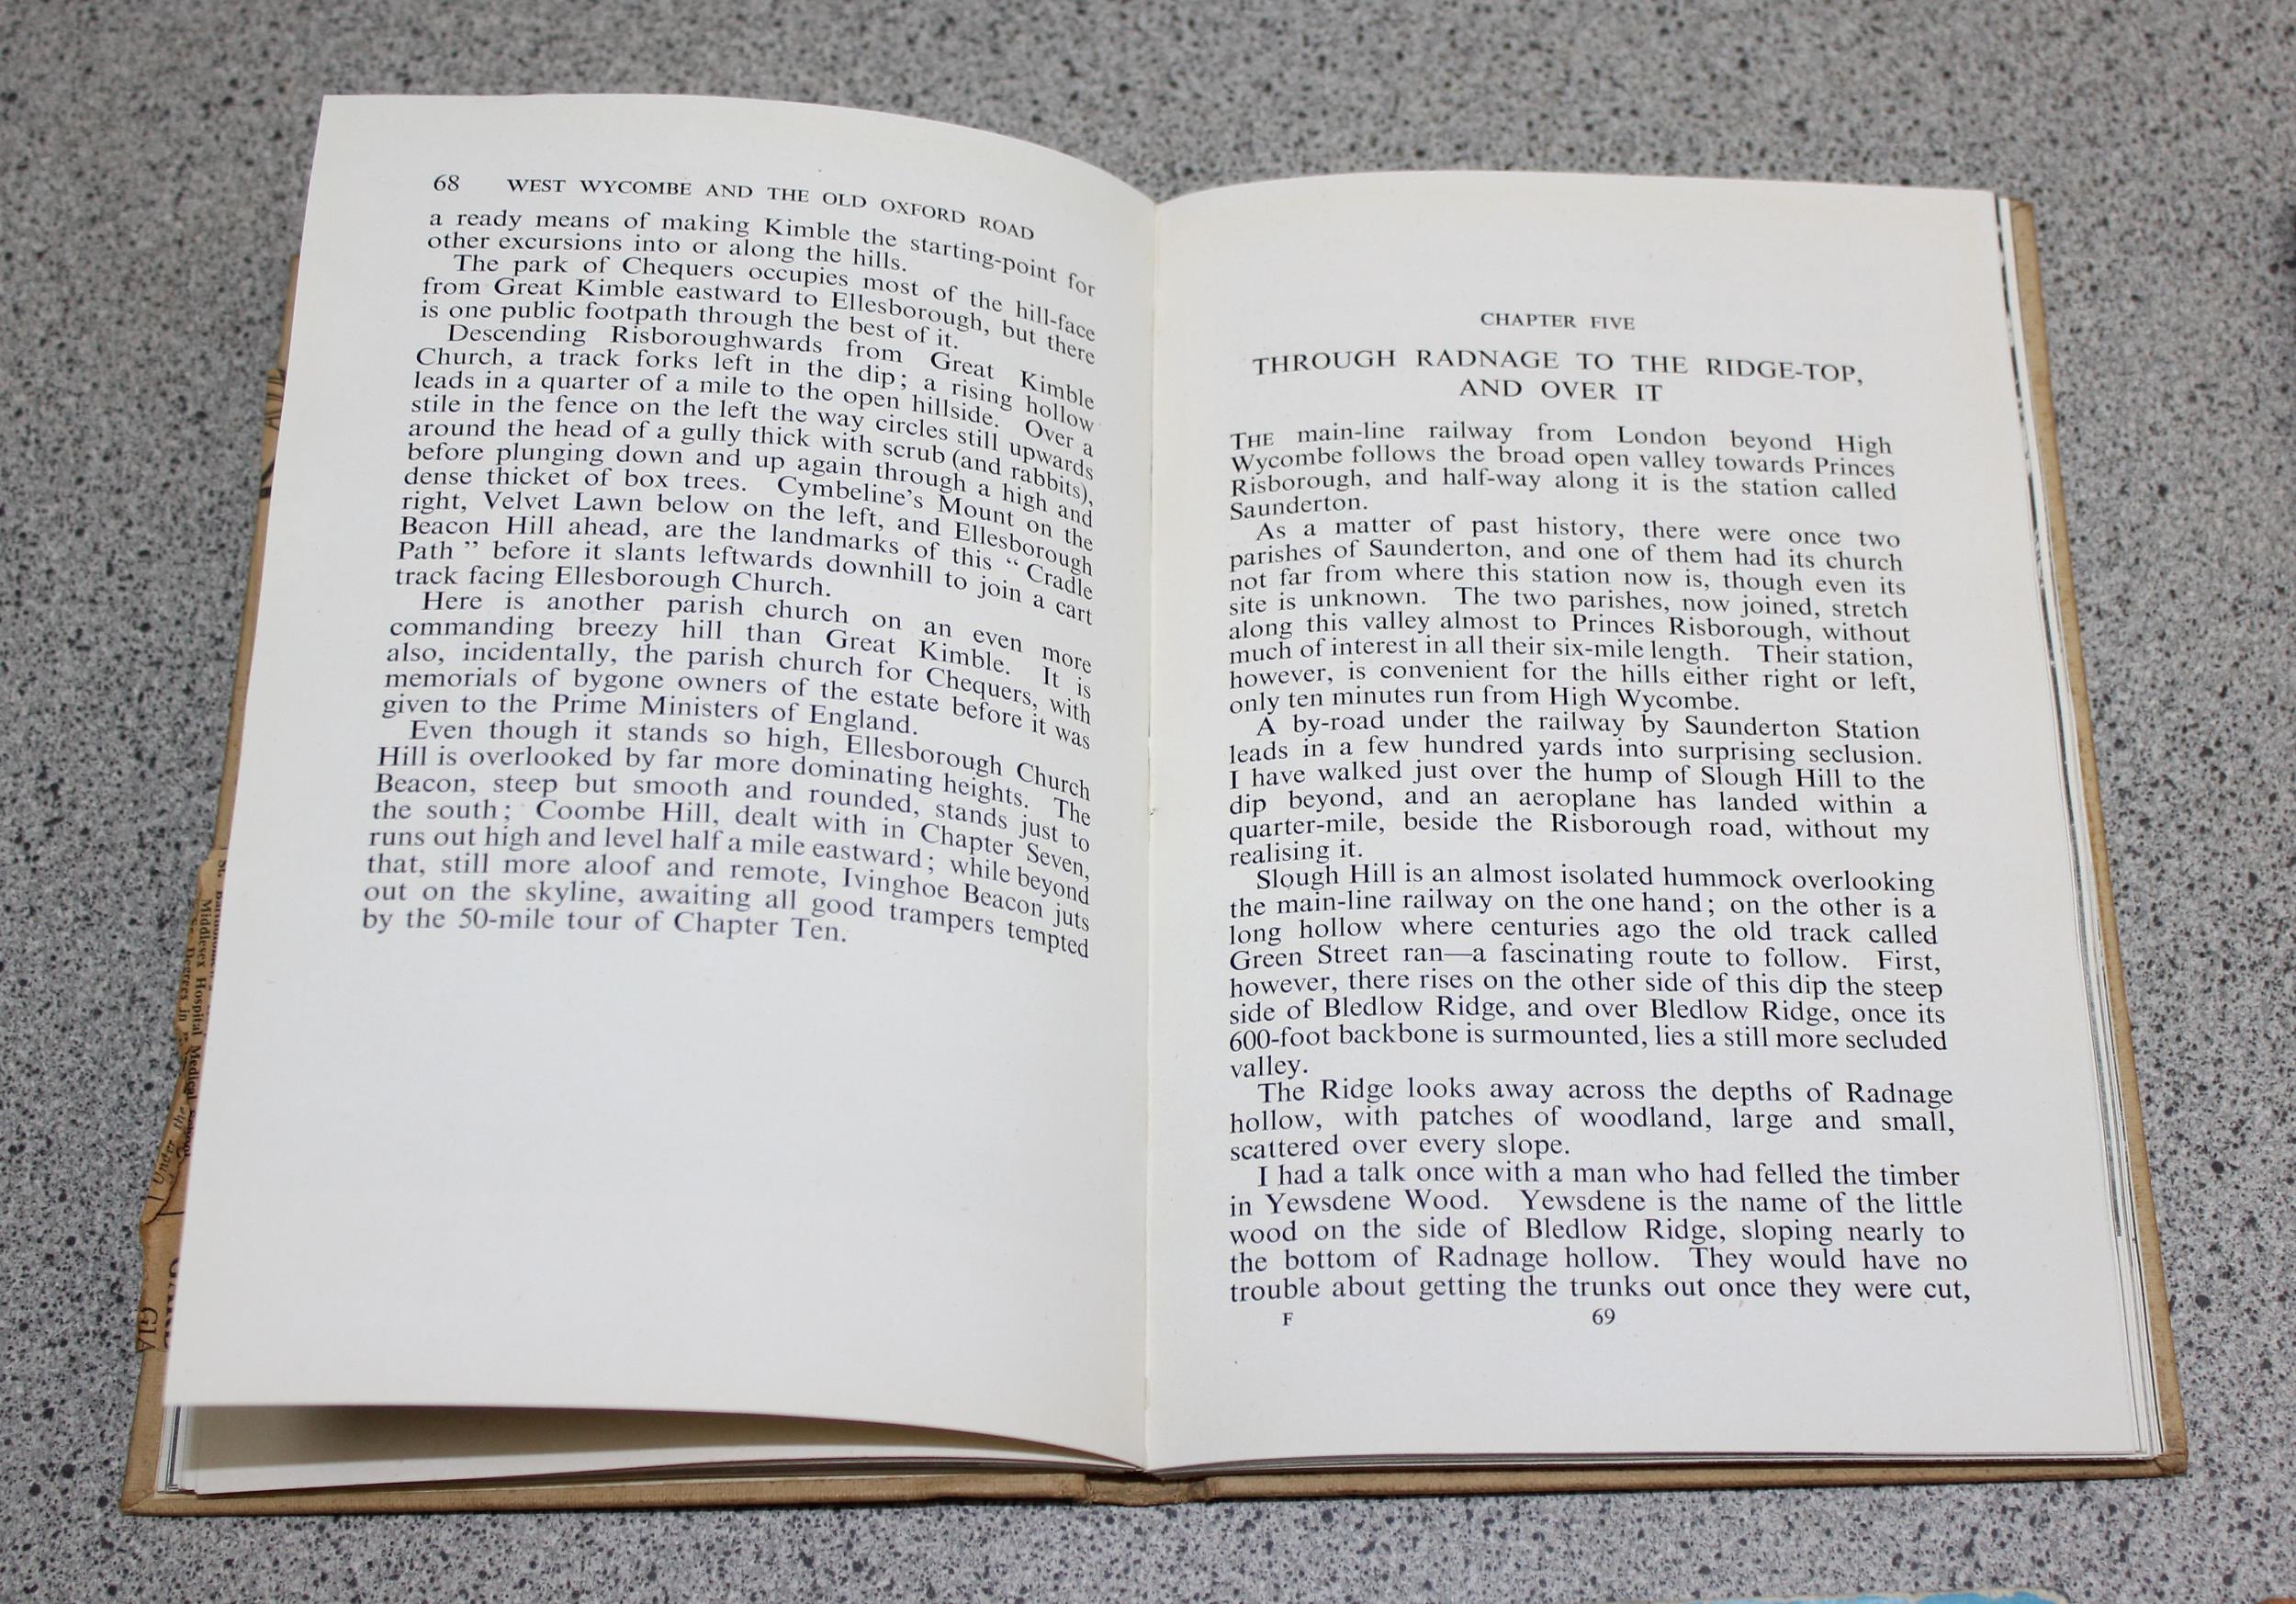 68 WEST WYCOMBE AND THE OLD OXFORD ROAD
a ready means of making Kimble the starting-point for
other excursions into or along the hills.
The park of Chequers occupies most of the hill-face
from Great Kimble eastward to Ellesborough, but there
is one public footpath through the best of it.
Descending Risboroughwards from Great Kimble
Church, a track forks left in the dip; a rising hollow
leads in a quarter of a mile to the open hillside. Over a
stile in the fence on the left the way circles still upwards
around the head of a gully thick with scrub (and rabbits),
before plunging down and up again through a high and
dense thicket of box trees. Cymbeline's Mount on the
right, Velvet Lawn below on the left, and Ellesborough
Beacon Hill ahead, are the landmarks of this “ Cradle
Path ” before it slants leftwards downhill to join a cart
track facing Ellesborough Church.
Here is another parish church on an even more
commanding breezy hill than Great Kimble. It is
also, incidentally, the parish church for Chequers, with
memorials of bygone owners of the estate before it was
given to the Prime Ministers of England.
Even though it stands so high, Ellesborough Church
Hill is overlooked by far more dominating heights. The
Beacon, steep but smooth and rounded, stands just to
the south; Coombe Hill, dealt with in Chapter Seven,
runs out high and level half a mile eastward; while beyond
that, still more aloof and remote, Ivinghoe Beacon juts
out on the skyline, awaiting all good trampers tempted
by the 50-mile tour of Chapter Ten.
Middlesex Hospital Medical
Degrees in
Under the
GIA
CHAPTER FIVE
THROUGH RADNAGE TO THE RIDGE-TOP,
AND OVER IT
THE main-line railway from London beyond High
Wycombe follows the broad open valley towards Princes
Risborough, and half-way along it is the station called
Saunderton.
As a matter of past history, there were once two
parishes of Saunderton, and one of them had its church
not far from where this station now is, though even its
site is unknown. The two parishes, now joined, stretch
along this valley almost to Princes Risborough, without
much of interest in all their six-mile length. Their station,
however, is convenient for the hills either right or left,
only ten minutes run from High Wycombe.
A by-road under the railway by Saunderton Station
leads in a few hundred yards into surprising seclusion.
I have walked just over the hump of Slough Hill to the
dip beyond, and an aeroplane has landed within a
quarter-mile, beside the Risborough road, without my
realising it.
Slough Hill is an almost isolated hummock overlooking
the main-line railway on the one hand; on the other is a
long hollow where centuries ago the old track called
Green Street ran—a fascinating route to follow. First,
however, there rises on the other side of this dip the steep
side of Bledlow Ridge, and over Bledlow Ridge, once its
600-foot backbone is surmounted, lies a still more secluded
valley.
The Ridge looks away across the depths of Radnage
hollow, with patches of woodland, large and small,
scattered over every slope.
I had a talk once with a man who had felled the timber
in Yewsdene Wood. Yewsdene is the name of the little
wood on the side of Bledlow Ridge, sloping nearly to
the bottom of Radnage hollow. They would have no
trouble about getting the trunks out once they were cut,
F 69